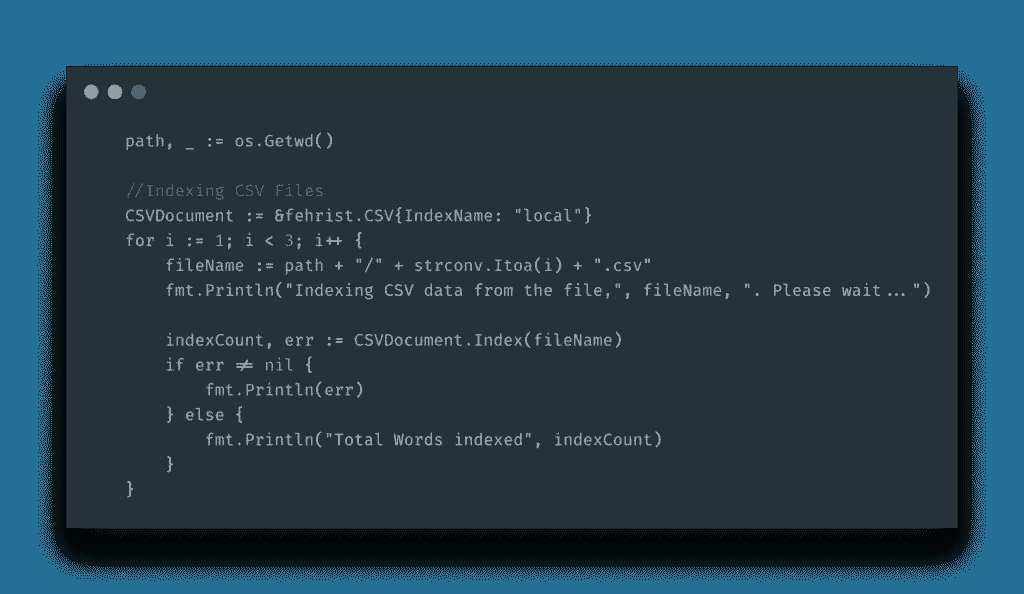 path, _ := os.Getwd()
//Indexing CSV Files
CSVDocument := &fehrist.CSV{IndexName: "local"}
for i := 1; i < 3; i++ {
    fileName := path + "/" + strconv.Itoa(i) + ".csv"
    fmt.Println("Indexing CSV data from the file,", fileName, ". Please wait...")
    indexCount, err := CSVDocument.Index(fileName)
    if err != nil {
        fmt.Println(err)
    } else {
        fmt.Println("Total Words indexed", indexCount)
    }
}